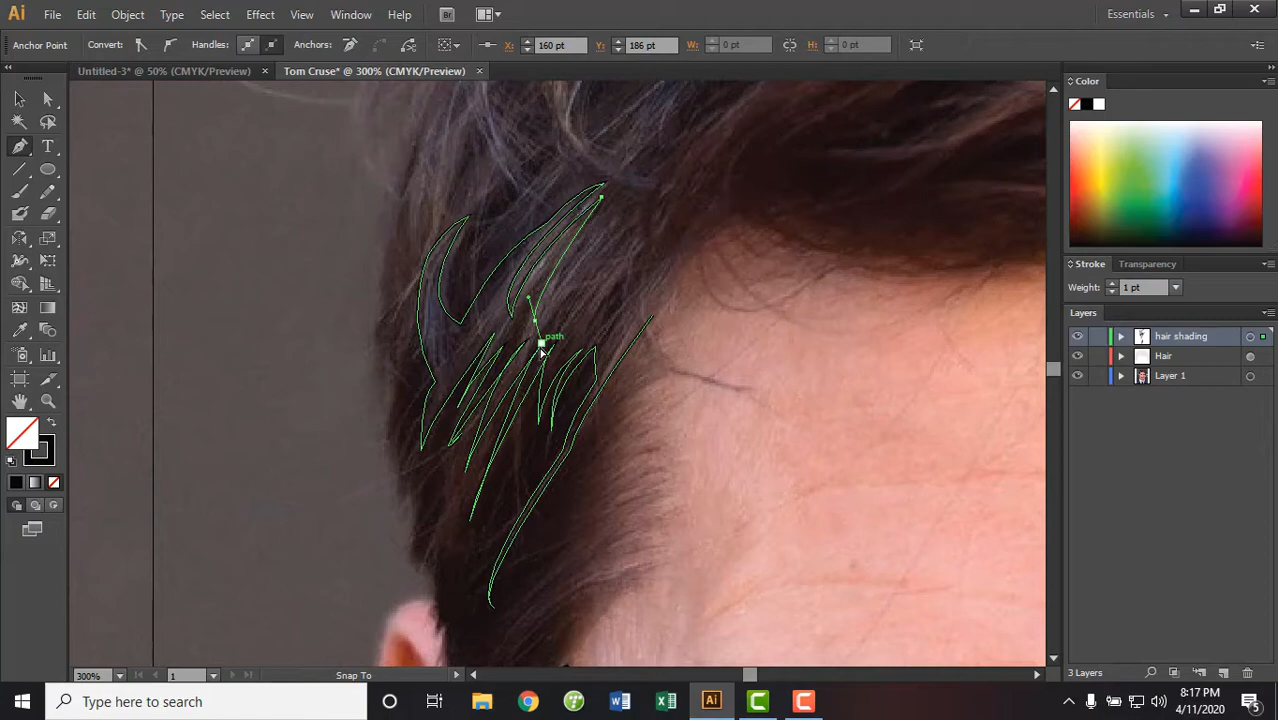 Ai File Edit Object Type Select Effect View Window Help Br Essentials
Anchor Point Convert: Handles: Anchors: X: 160 pt Y: 186 pt W: 0 pt H: 0 pt
Untitled-3* @ 50% (CMYK/Preview) × Tom Cruse* @ 300% (CMYK/Preview) ×
Color
Stroke Transparency
Weight: 1 pt
Layers
hair shading
Hair
Layer 1
path
T
300% 1 Snap To 3 Layers
Type here to search
Ai
8:17 PM
4/11/2020
5